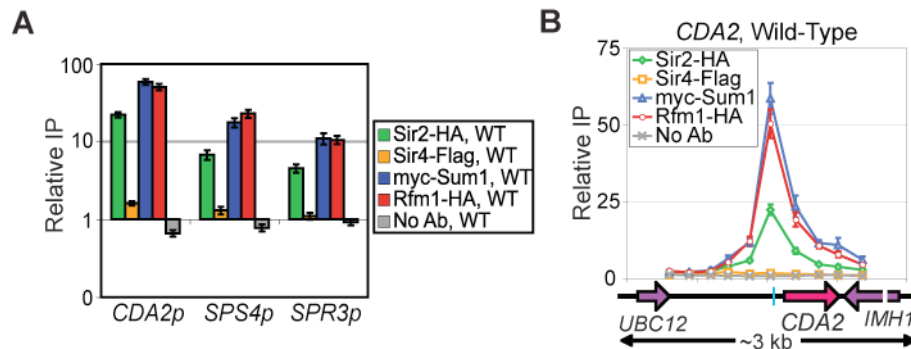 A
Relative IP
100
10
1
0
CDA2p SPS4p SPR3p
Sir2-HA, WT
Sir4-Flag, WT
myc-Sum1, WT
Rfm1-HA, WT
No Ab, WT
B
CDA2, Wild-Type
Relative IP
75
50
25
0
Sir2-HA
Sir4-Flag
myc-Sum1
Rfm1-HA
No Ab
UBC12 CDA2 IMH1
~3 kb